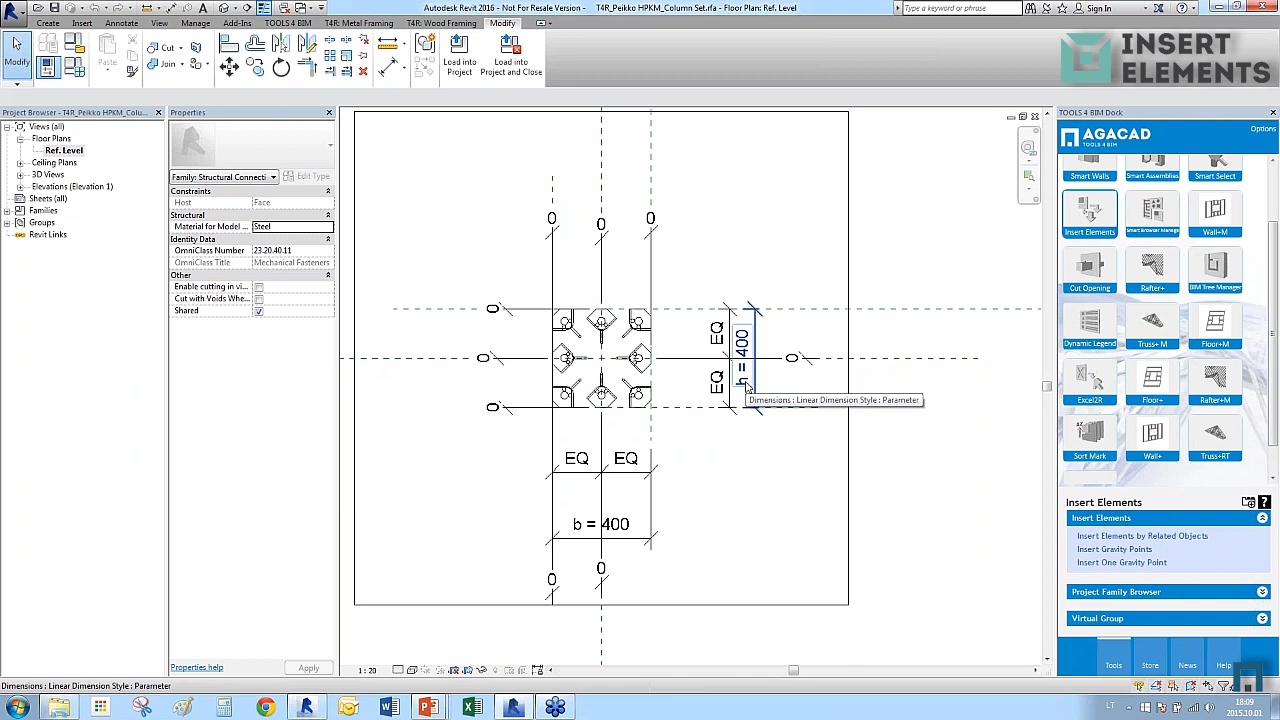 Autodesk Revit 2016 - Not For Resale Version -    T4R_Peikko HPKM_Column Set.rfa - Floor Plan: Ref. Level
Type a keyword or phrase
Sign In
Create
Insert
Annotate
View
Manage
Add-Ins
TOOLS 4 BIM
T4R: Metal Framing
T4R: Wood Framing
Modify
Modify
Paste
Cut
Join
Load into
Project
Load into
Project and Close
INSERT
ELEMENTS
Project Browser - T4R_Peikko HPKM_Colu...
Views (all)
Floor Plans
Ref. Level
Ceiling Plans
3D Views
Elevations (Elevation 1)
Sheets (all)
Families
Groups
Revit Links
Properties
Family: Structural Connecti
Edit Type
Constraints
Host
Face
Structural
Material for Model ...
Steel
Identity Data
OmniClass Number
23.20.40.11
OmniClass Title
Mechanical Fasteners
Other
Enable cutting in vi...
Cut with Voids Whe...
Shared
Properties help
Apply
0
0
0
0
0
0
EQ
EQ
h = 400
0
Dimensions : Linear Dimension Style : Parameter
EQ
EQ
b = 400
0
0
1 : 20
TOOLS 4 BIM Dock
AGACAD
TOOLS 4 BIM
Options
Smart Walls
Smart Assemblies
Smart Select
Insert Elements
Smart Browser Manage
Wall+M
Cut Opening
Rafter+
BIM Tree Manager
Dynamic Legend
Truss+ M
Floor+M
Excel2R
Floor+
Rafter+M
Sort Mark
Wall+
Truss+RT
Insert Elements
Insert Elements
Insert Elements by Related Objects
Insert Gravity Points
Insert One Gravity Point
Project Family Browser
Virtual Group
Tools
Store
News
Help
Dimensions : Linear Dimension Style : Parameter
LT
18:09
2015.10.01